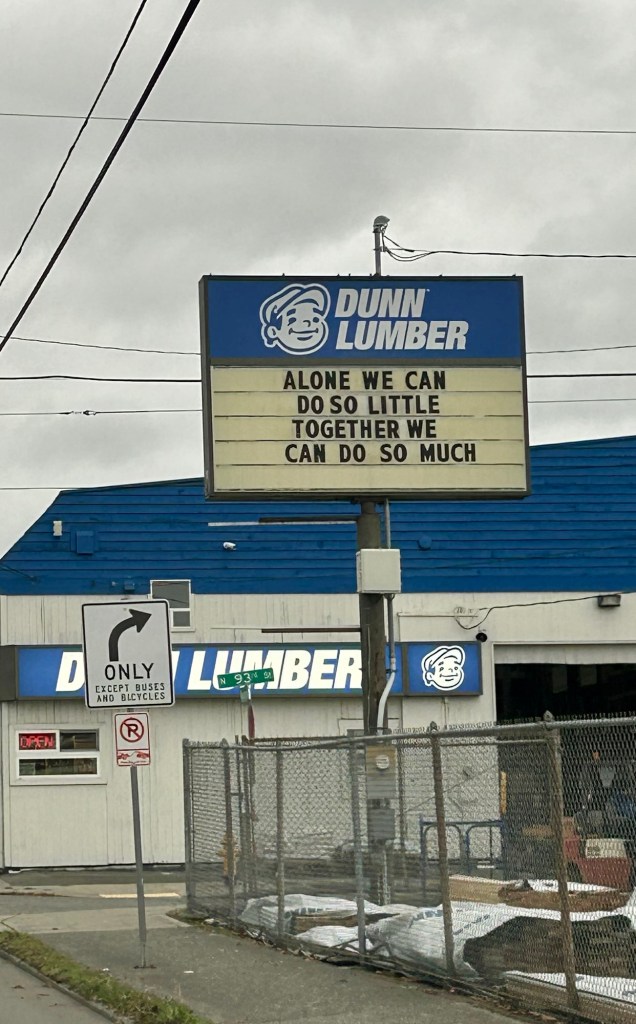 DUNN
LUMBER
ALONE WE CAN
DO SO LITTLE
TOGETHER WE
CAN DO SO MUCH
ONLY
EXCEPT BUSES
AND BICYCLES
LUMBER
N 93RD ST
OPEN
P